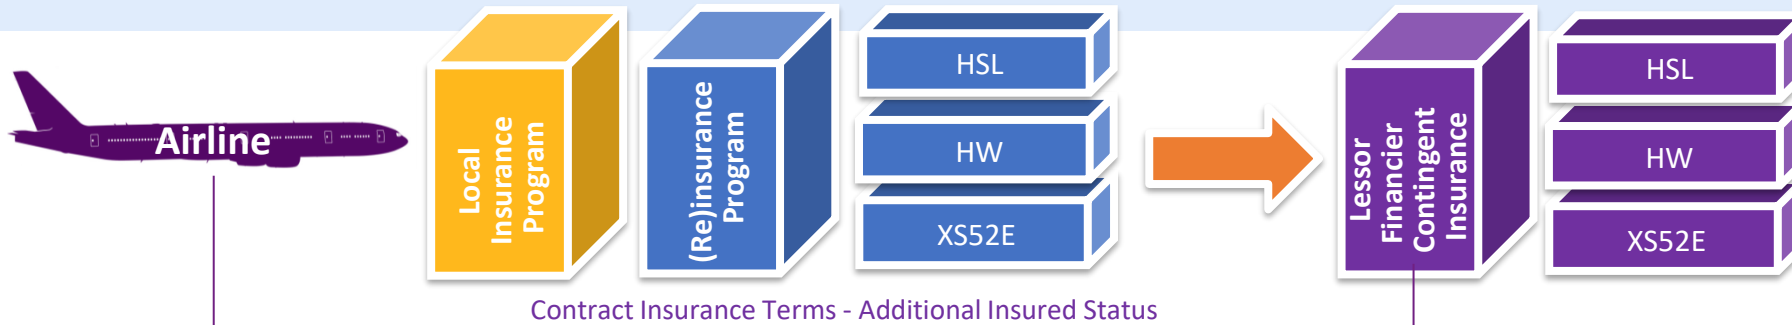 Airline
Local
Insurance
Program
(Re)insurance
Program
HSL
HW
XS52E
Lessor
Financier
Contingent
Insurance
HSL
HW
XS52E
Contract Insurance Terms - Additional Insured Status